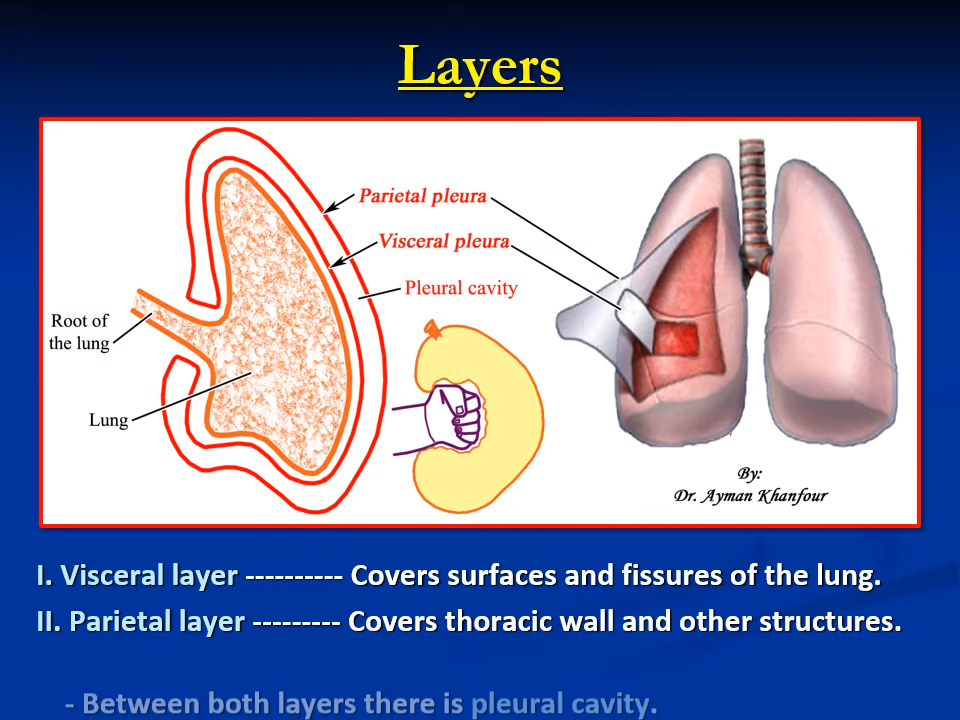 Layers
Parietal pleura
Visceral pleura
Pleural cavity
Root of
the lung
Lung
By:
Dr. Ayman Khanfour
I. Visceral layer ---------- Covers surfaces and fissures of the lung.
II. Parietal layer --------- Covers thoracic wall and other structures.
- Between both layers there is pleural cavity.